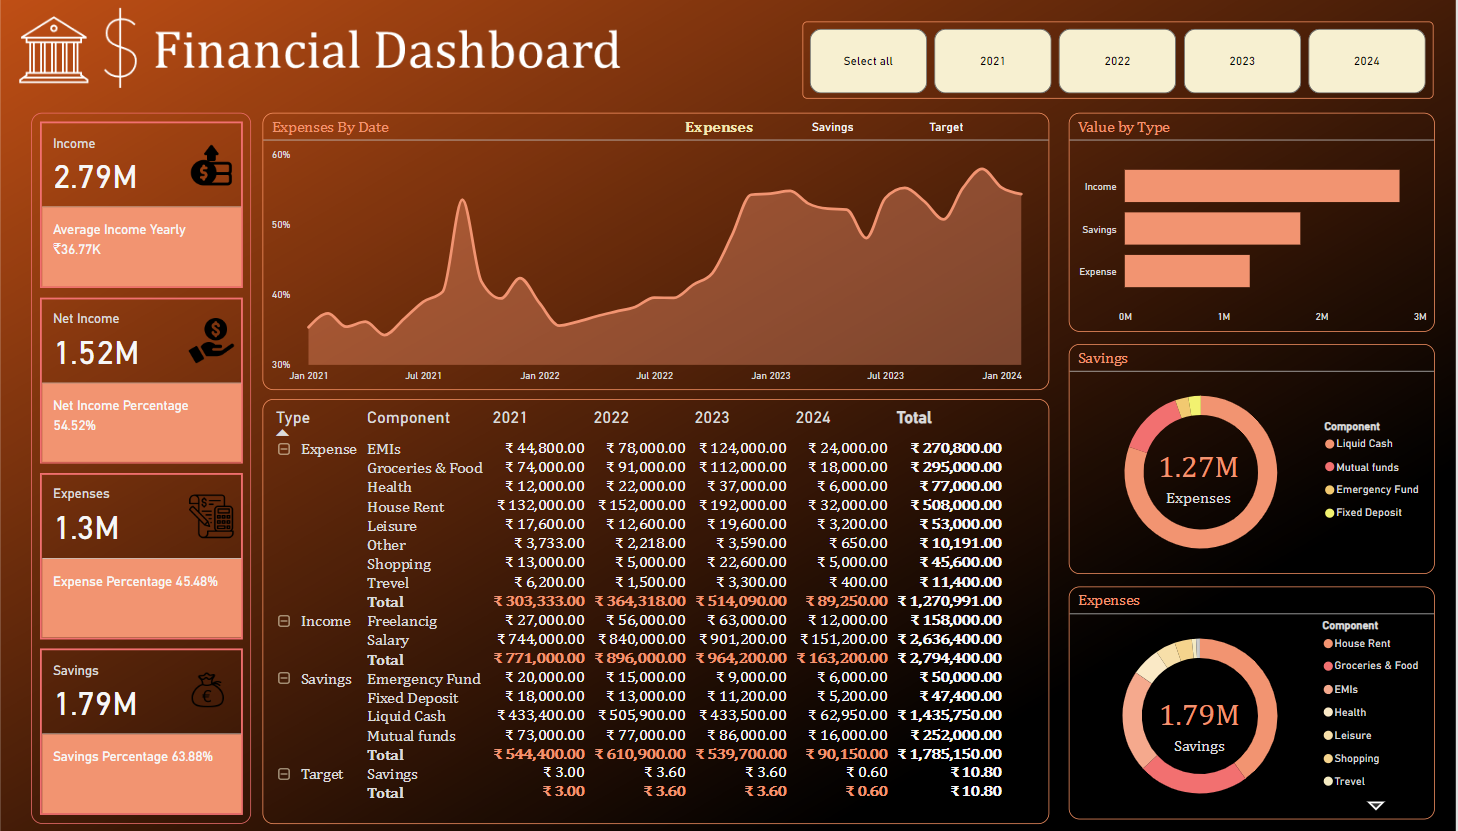 $ Financial Dashboard
Select all 2021 2022 2023 2024
Income
2.79M
Average Income Yearly
₹36.77K
Net Income
1.52M
Net Income Percentage
54.52%
Expenses
1.3M
Expense Percentage 45.48%
Savings
1.79M
Savings Percentage 63.88%
Expenses By Date Expenses Savings Target
60%
50%
40%
30%
Jan 2021 Jul 2021 Jan 2022 Jul 2022 Jan 2023 Jul 2023 Jan 2024
Type Component 2021 2022 2023 2024 Total
Expense EMIs ₹ 44,800.00 ₹ 78,000.00 ₹ 124,000.00 ₹ 24,000.00 ₹ 270,800.00
Groceries & Food ₹ 74,000.00 ₹ 91,000.00 ₹ 112,000.00 ₹ 18,000.00 ₹ 295,000.00
Health ₹ 12,000.00 ₹ 22,000.00 ₹ 37,000.00 ₹ 6,000.00 ₹ 77,000.00
House Rent ₹ 132,000.00 ₹ 152,000.00 ₹ 192,000.00 ₹ 32,000.00 ₹ 508,000.00
Leisure ₹ 17,600.00 ₹ 12,600.00 ₹ 19,600.00 ₹ 3,200.00 ₹ 53,000.00
Other ₹ 3,733.00 ₹ 2,218.00 ₹ 3,590.00 ₹ 650.00 ₹ 10,191.00
Shopping ₹ 13,000.00 ₹ 5,000.00 ₹ 22,600.00 ₹ 5,000.00 ₹ 45,600.00
Trevel ₹ 6,200.00 ₹ 1,500.00 ₹ 3,300.00 ₹ 400.00 ₹ 11,400.00
Total ₹ 303,333.00 ₹ 364,318.00 ₹ 514,090.00 ₹ 89,250.00 ₹ 1,270,991.00
Income Freelancig ₹ 27,000.00 ₹ 56,000.00 ₹ 63,000.00 ₹ 12,000.00 ₹ 158,000.00
Salary ₹ 744,000.00 ₹ 840,000.00 ₹ 901,200.00 ₹ 151,200.00 ₹ 2,636,400.00
Total ₹ 771,000.00 ₹ 896,000.00 ₹ 964,200.00 ₹ 163,200.00 ₹ 2,794,400.00
Savings Emergency Fund ₹ 20,000.00 ₹ 15,000.00 ₹ 9,000.00 ₹ 6,000.00 ₹ 50,000.00
Fixed Deposit ₹ 18,000.00 ₹ 13,000.00 ₹ 11,200.00 ₹ 5,200.00 ₹ 47,400.00
Liquid Cash ₹ 433,400.00 ₹ 505,900.00 ₹ 433,500.00 ₹ 62,950.00 ₹ 1,435,750.00
Mutual funds ₹ 73,000.00 ₹ 77,000.00 ₹ 86,000.00 ₹ 16,000.00 ₹ 252,000.00
Total ₹ 544,400.00 ₹ 610,900.00 ₹ 539,700.00 ₹ 90,150.00 ₹ 1,785,150.00
Target Savings ₹ 3.00 ₹ 3.60 ₹ 3.60 ₹ 0.60 ₹ 10.80
Total ₹ 3.00 ₹ 3.60 ₹ 3.60 ₹ 0.60 ₹ 10.80
Value by Type
Income
Savings
Expense
0M 1M 2M 3M
Savings
1.27M
Expenses
Component
Liquid Cash
Mutual funds
Emergency Fund
Fixed Deposit
Expenses
1.79M
Savings
Component
House Rent
Groceries & Food
EMIs
Health
Leisure
Shopping
Trevel